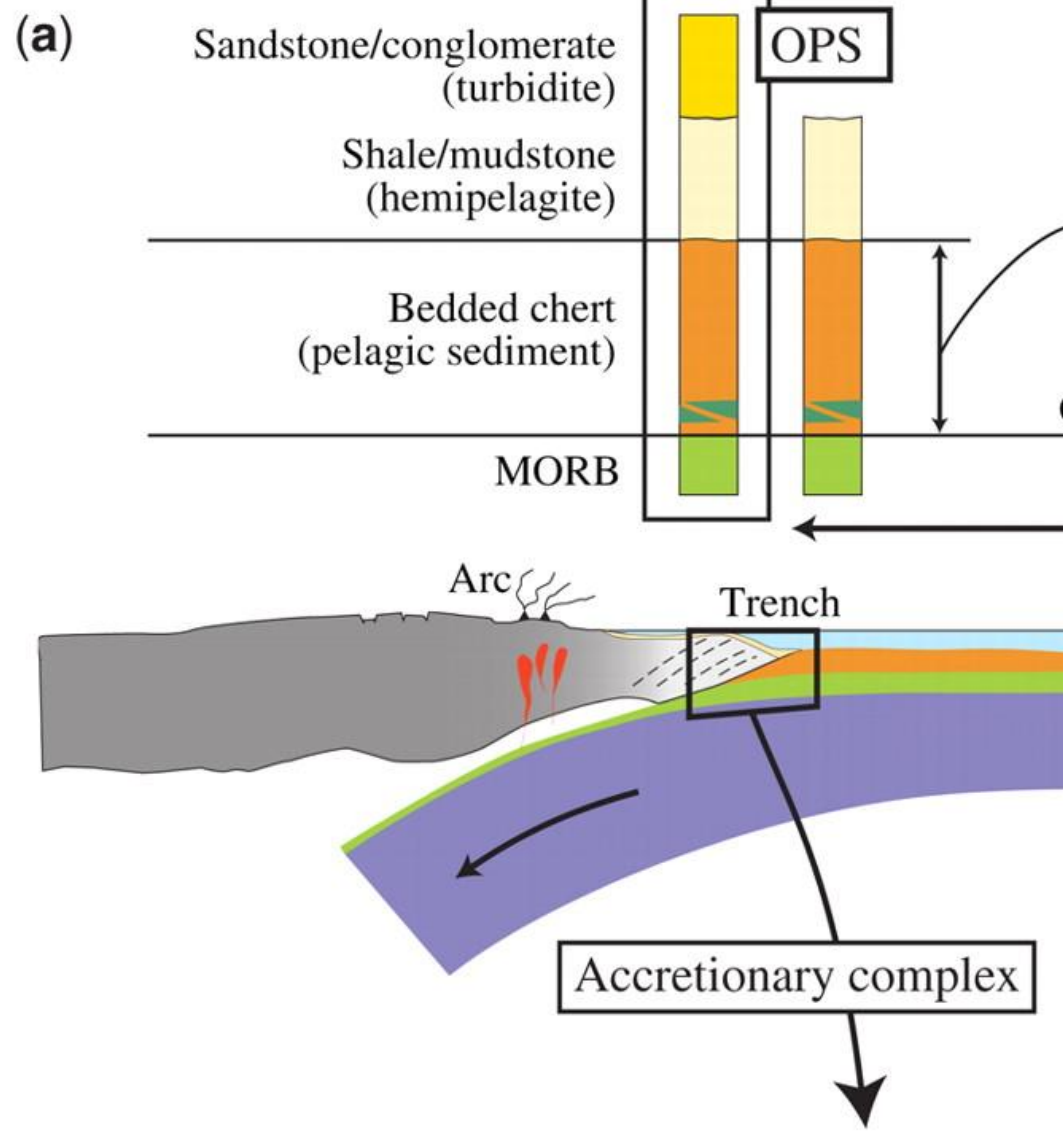 (a)
Sandstone/conglomerate
(turbidite)
OPS
Shale/mudstone
(hemipelagite)
Bedded chert
(pelagic sediment)
MORB
Arc
Trench
Accretionary complex